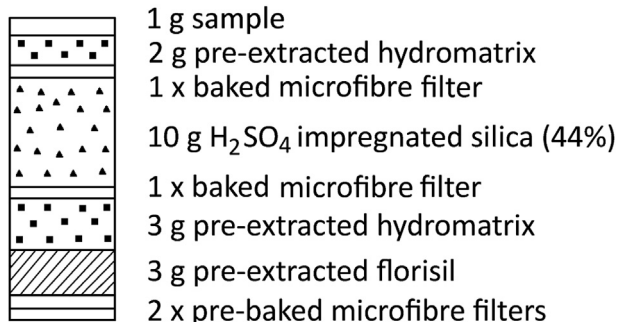 1 g sample
2 g pre-extracted hydromatrix
1 x baked microfibre filter
10 g H₂SO₄ impregnated silica (44%)
1 x baked microfibre filter
3 g pre-extracted hydromatrix
3 g pre-extracted florisil
2 x pre-baked microfibre filters